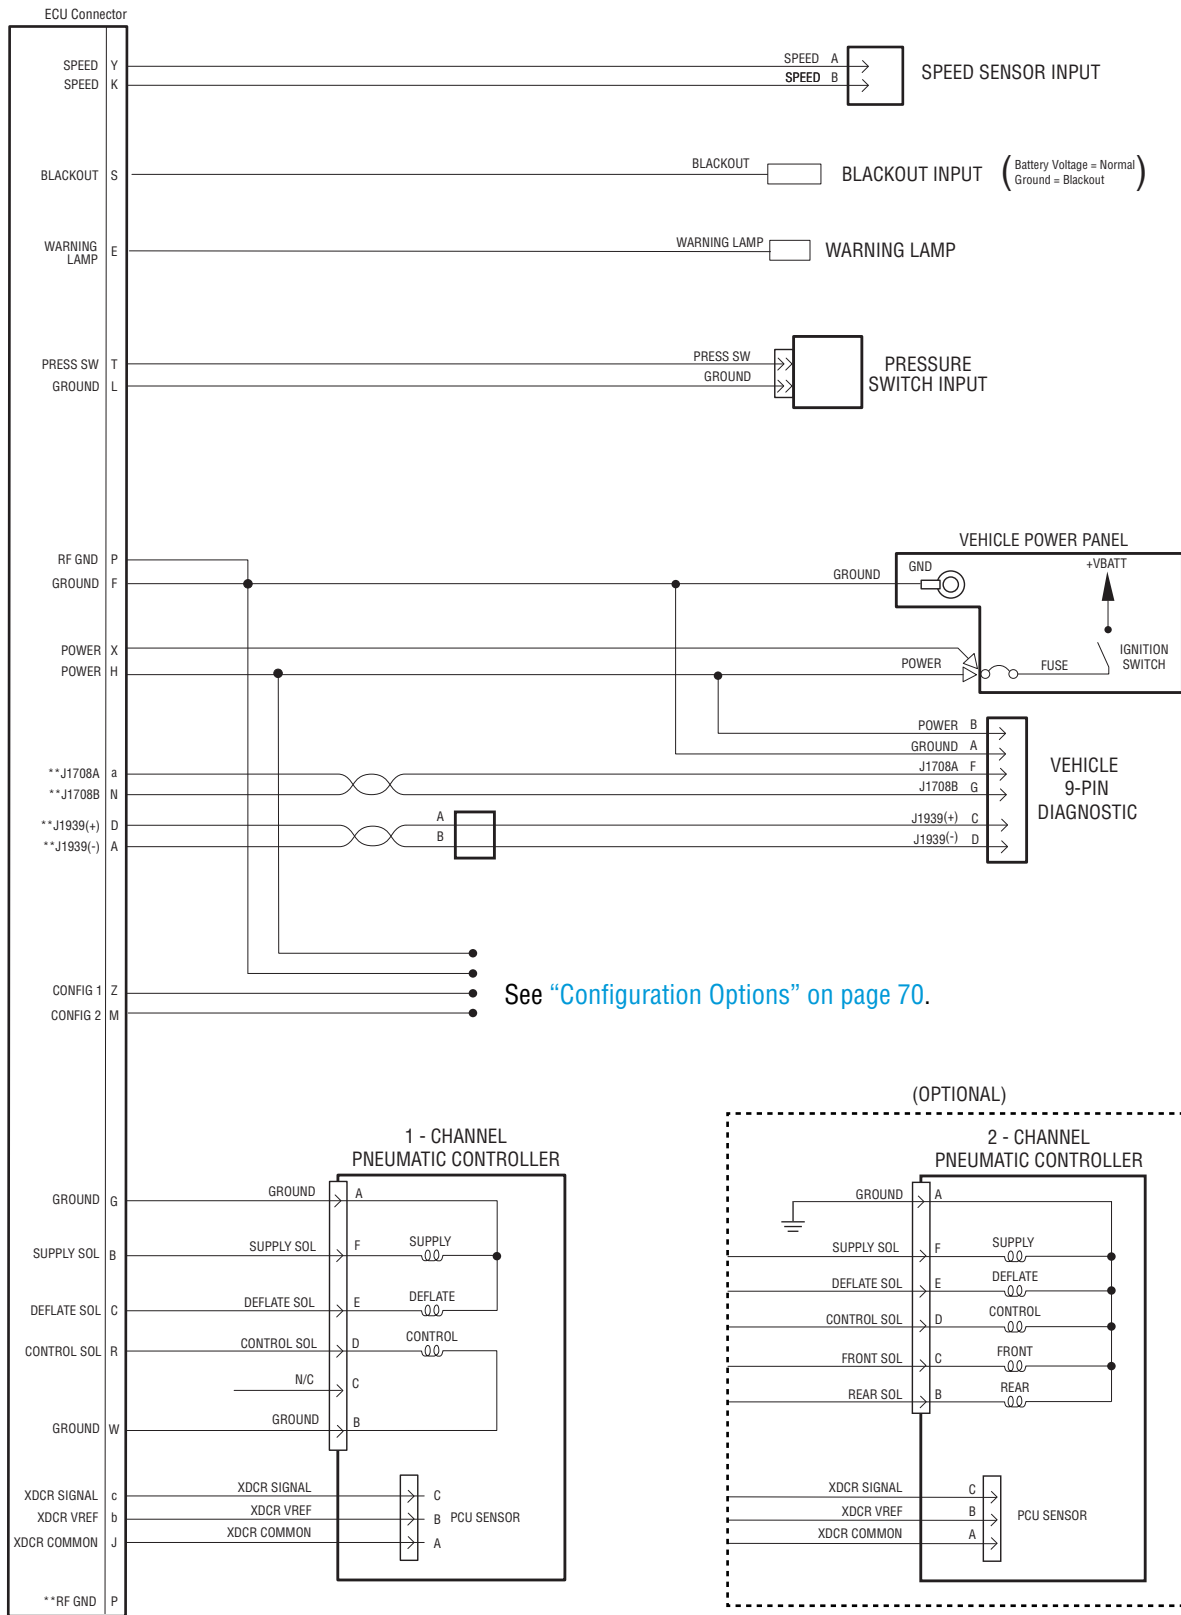 ECU Connector
SPEED Y SPEED A
SPEED K SPEED B
SPEED SENSOR INPUT
BLACKOUT S BLACKOUT BLACKOUT INPUT
(Battery Voltage = Normal
Ground = Blackout)
WARNING
LAMP E WARNING LAMP WARNING LAMP
PRESS SW T PRESS SW
GROUND L GROUND
PRESSURE
SWITCH INPUT
VEHICLE POWER PANEL
RF GND P
GROUND F GROUND GND
+VBATT
POWER X
POWER H POWER
FUSE
IGNITION
SWITCH
POWER B
GROUND A
**J1708A a J1708A F
**J1708B N J1708B G
**J1939(+) D A J1939(+) C
**J1939(-) A B J1939(-) D
VEHICLE
9-PIN
DIAGNOSTIC
CONFIG 1 Z
CONFIG 2 M
See “Configuration Options” on page 70.
1 - CHANNEL
PNEUMATIC CONTROLLER
GROUND G GROUND A
SUPPLY SOL B SUPPLY SOL F SUPPLY
DEFLATE SOL C DEFLATE SOL E DEFLATE
CONTROL SOL R CONTROL SOL D CONTROL
N/C C
GROUND W GROUND B
XDCR SIGNAL c XDCR SIGNAL C
XDCR VREF b XDCR VREF B PCU SENSOR
XDCR COMMON J XDCR COMMON A
**RF GND P
(OPTIONAL)
2 - CHANNEL
PNEUMATIC CONTROLLER
GROUND A
SUPPLY SOL F SUPPLY
DEFLATE SOL E DEFLATE
CONTROL SOL D CONTROL
FRONT SOL C FRONT
REAR SOL B REAR
XDCR SIGNAL C
XDCR VREF B PCU SENSOR
XDCR COMMON A